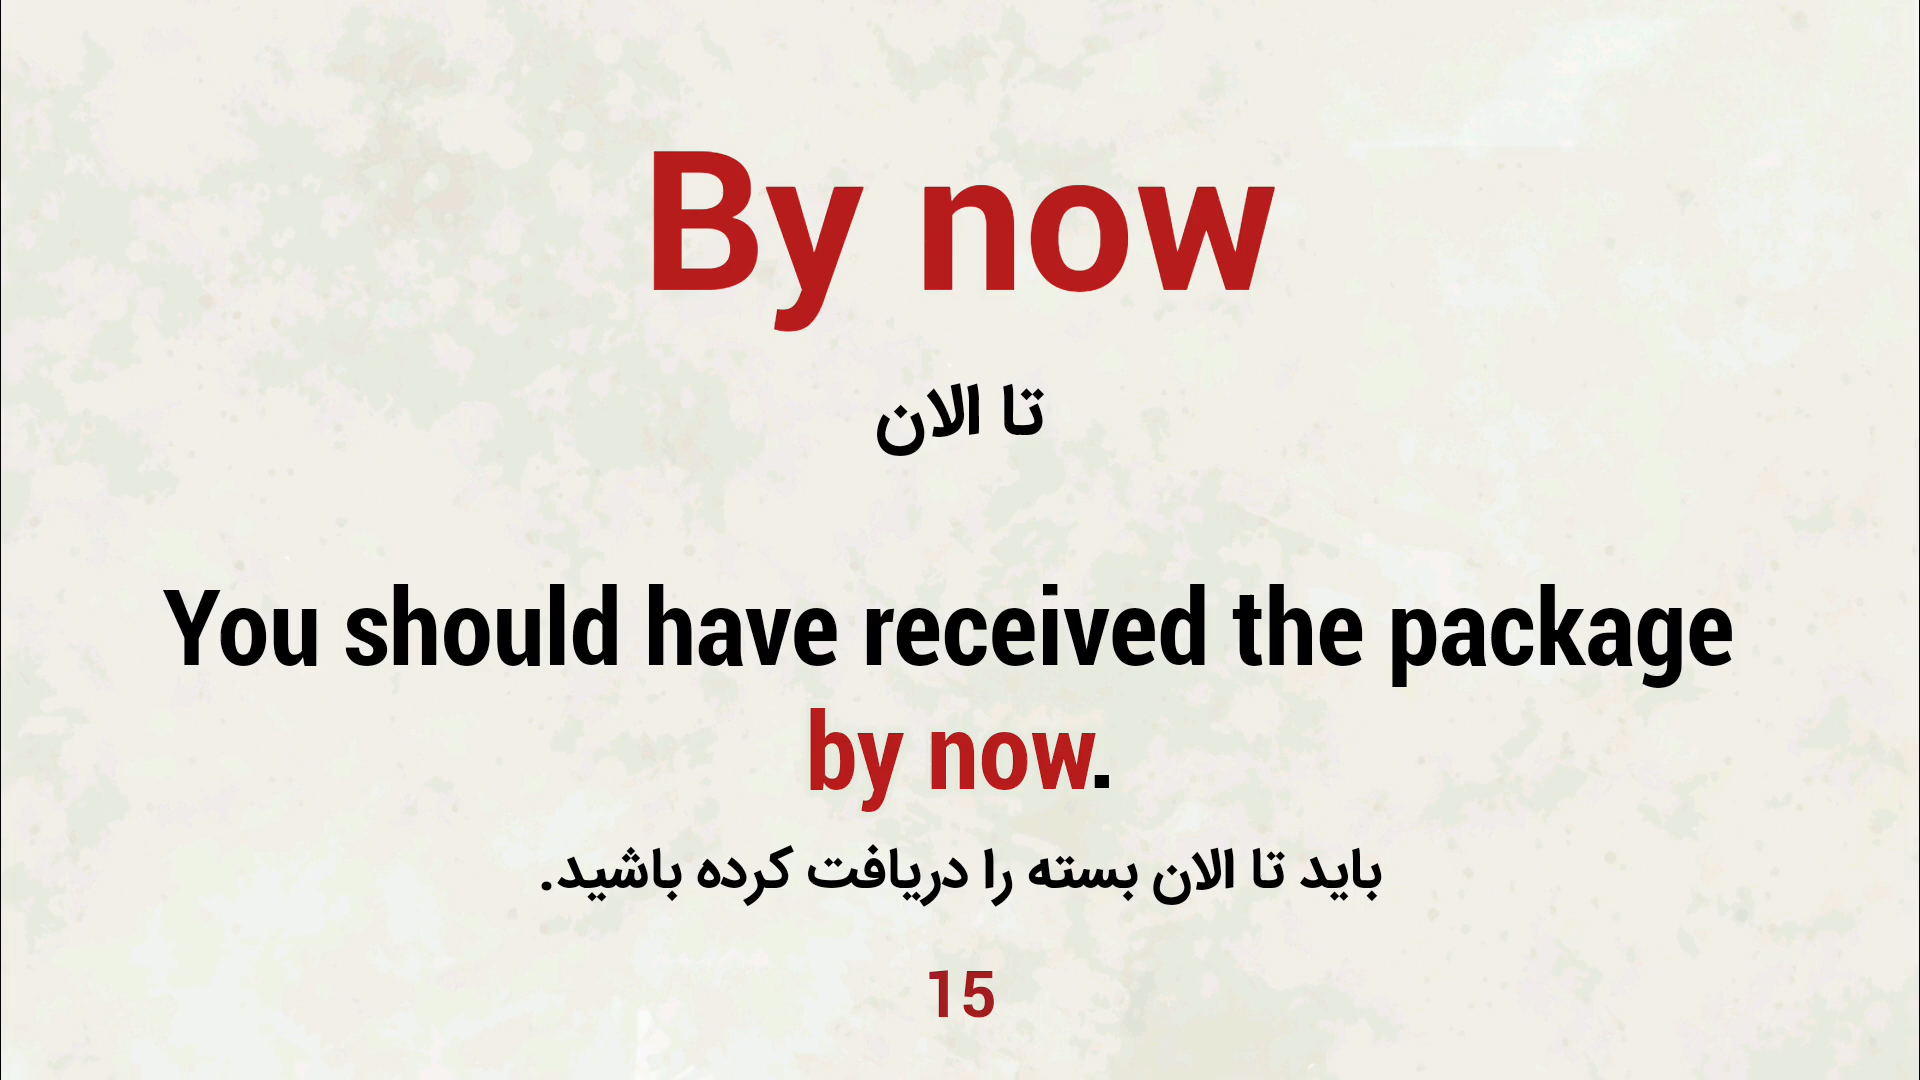 By now
تا الان
You should have received the package
by now.
باید تا الان بسته را دریافت کرده باشید.
15